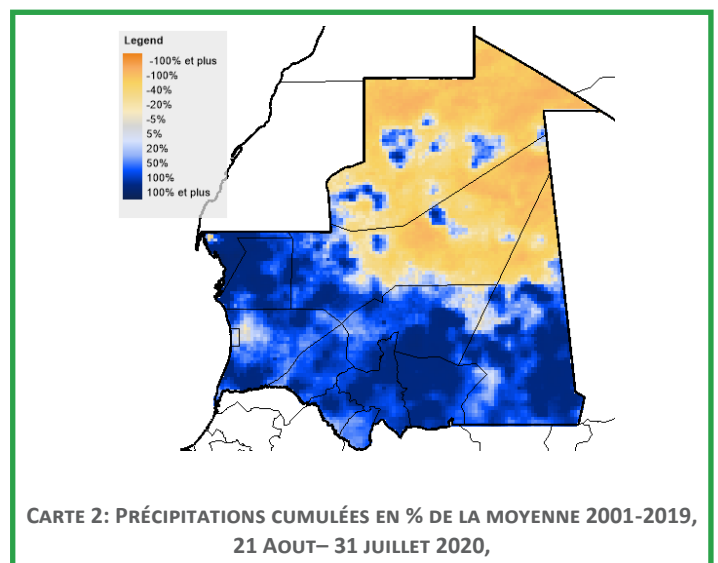 Legend
-100% et plus
-100%
-40%
-20%
-5%
5%
20%
50%
100%
100% et plus
CARTE 2: PRÉCIPITATIONS CUMULÉES EN % DE LA MOYENNE 2001-2019,
21 AOUT– 31 JUILLET 2020,